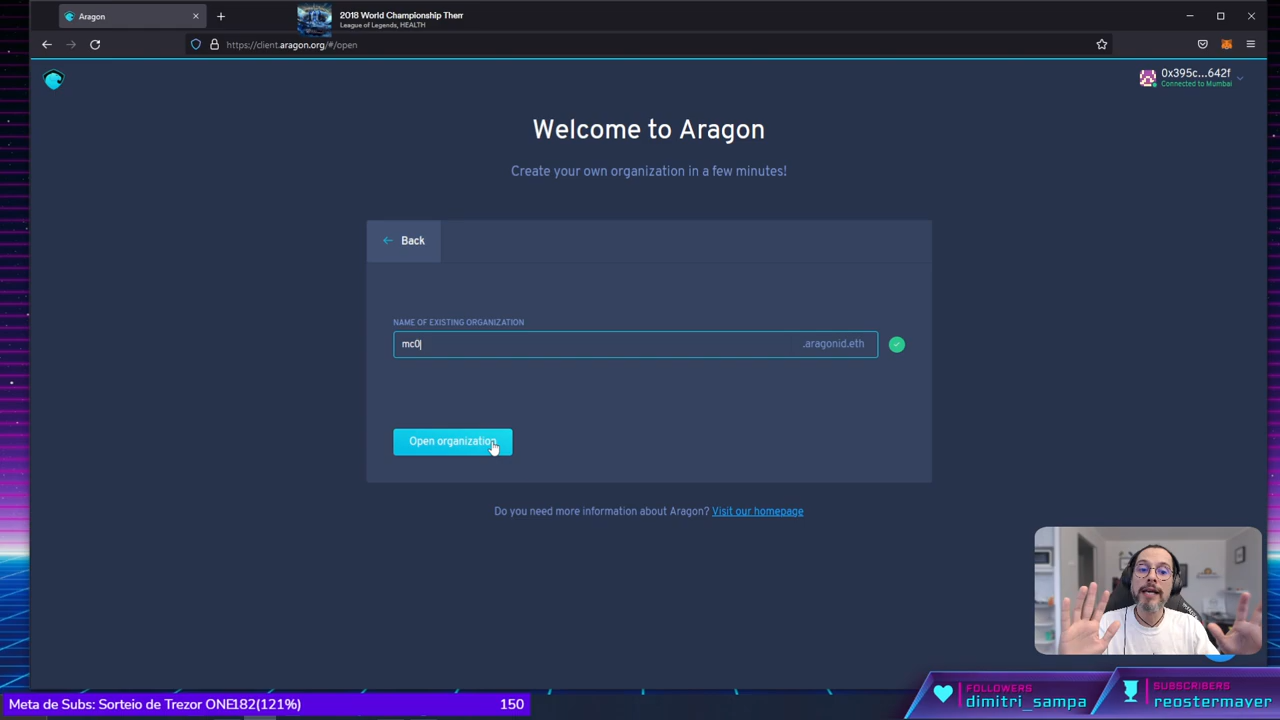 Aragon
2018 World Championship Them
League of Legends, HEALTH
https://client.aragon.org/#/open
0x395c...642f
Connected to Mumbai
Welcome to Aragon
Create your own organization in a few minutes!
Back
NAME OF EXISTING ORGANIZATION
mc0
.aragonid.eth
Open organization
Do you need more information about Aragon? Visit our homepage
FOLLOWERS
dimitri_sampa
SUBSCRIBERS
reostermayer
Meta de Subs: Sorteio de Trezor ONE182(121%)
150